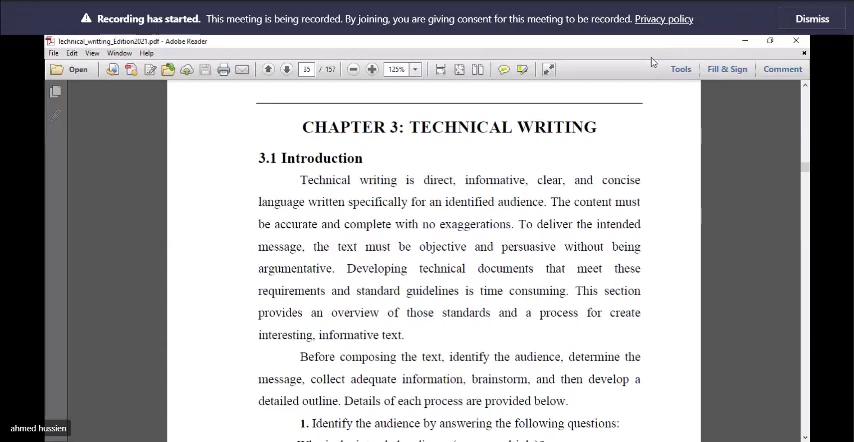 Recording has started. This meeting is being recorded. By joining, you are giving consent for this meeting to be recorded. Privacy policy Dismiss
Technical_writting_Edition2021.pdf - Adobe Reader
File Edit View Window Help
Open 35 / 157 125% Tools Fill & Sign Comment
CHAPTER 3: TECHNICAL WRITING
3.1 Introduction
Technical writing is direct, informative, clear, and concise
language written specifically for an identified audience. The content must
be accurate and complete with no exaggerations. To deliver the intended
message, the text must be objective and persuasive without being
argumentative. Developing technical documents that meet these
requirements and standard guidelines is time consuming. This section
provides an overview of those standards and a process for create
interesting, informative text.
Before composing the text, identify the audience, determine the
message, collect adequate information, brainstorm, and then develop a
detailed outline. Details of each process are provided below.
1. Identify the audience by answering the following questions:
ahmed hussien